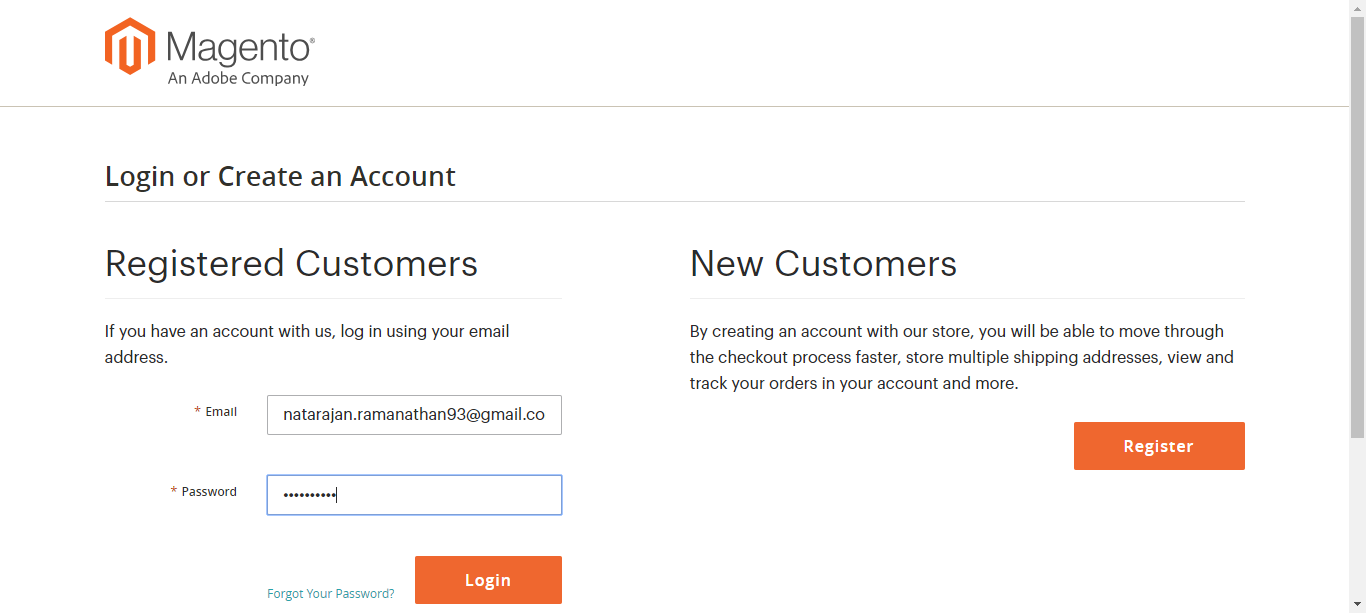 Magento®
An Adobe Company
Login or Create an Account
Registered Customers
If you have an account with us, log in using your email
address.
* Email
natarajan.ramanathan93@gmail.co
* Password
••••••••••
Forgot Your Password?
Login
New Customers
By creating an account with our store, you will be able to move through
the checkout process faster, store multiple shipping addresses, view and
track your orders in your account and more.
Register